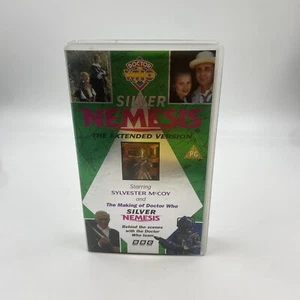 DOCTOR
WHO
SILVER
NEMESIS
THE EXTENDED VERSION
PG
Starring
SYLVESTER McCOY
and
The Making of Doctor Who
SILVER
NEMESIS
Behind the scenes
with the Doctor
Who team
BBC